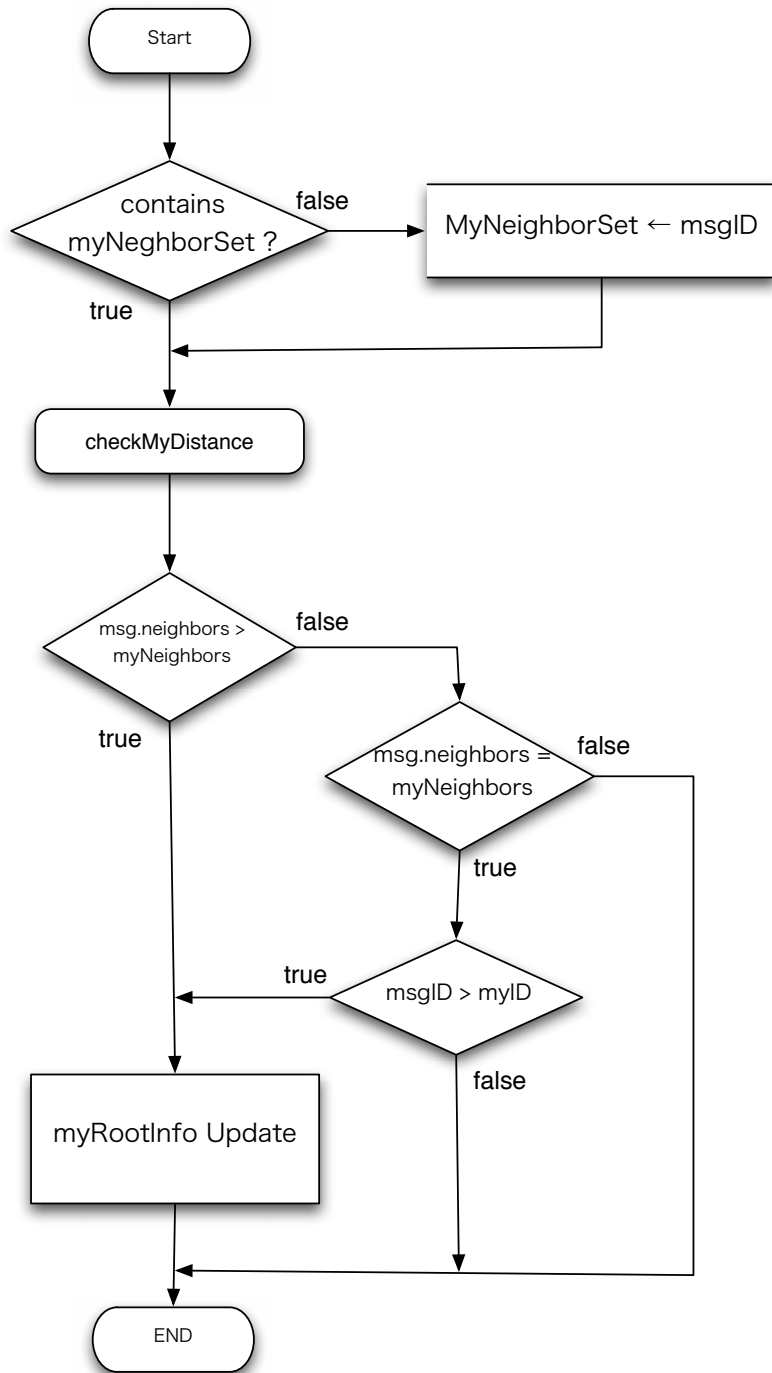 Start
contains
myNeghborSet ?
false
MyNeighborSet ← msgID
true
checkMyDistance
msg.neighbors >
myNeighbors
false
true
msg.neighbors =
myNeighbors
false
true
msgID > myID
true
false
myRootInfo Update
END